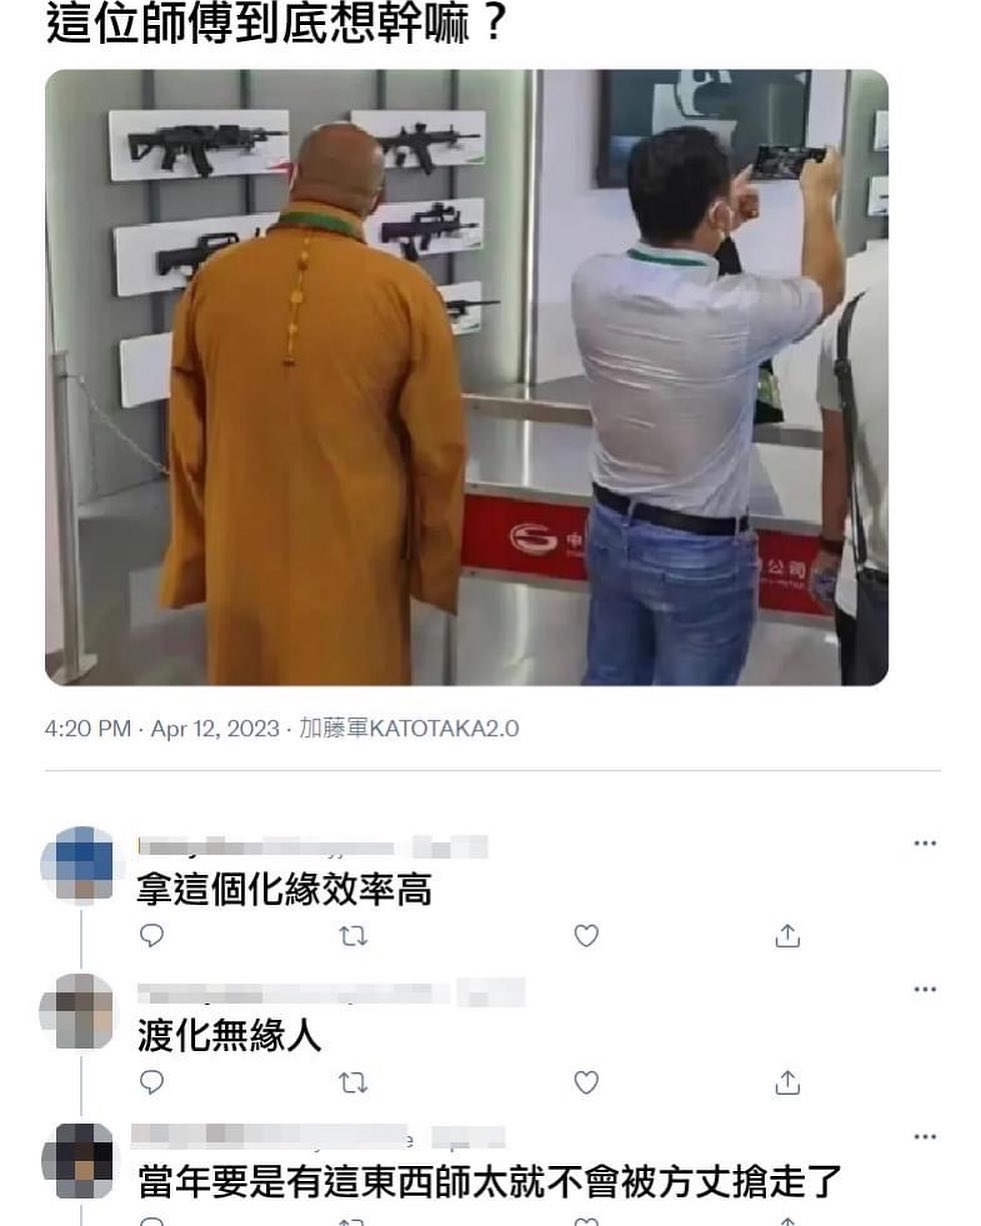 這位師傅到底想幹嘛？
中
公司
4:20 PM · Apr 12, 2023 · 加藤軍KATOTAKA2.0
拿這個化緣效率高
渡化無緣人
當年要是有這東西師太就不會被方丈搶走了